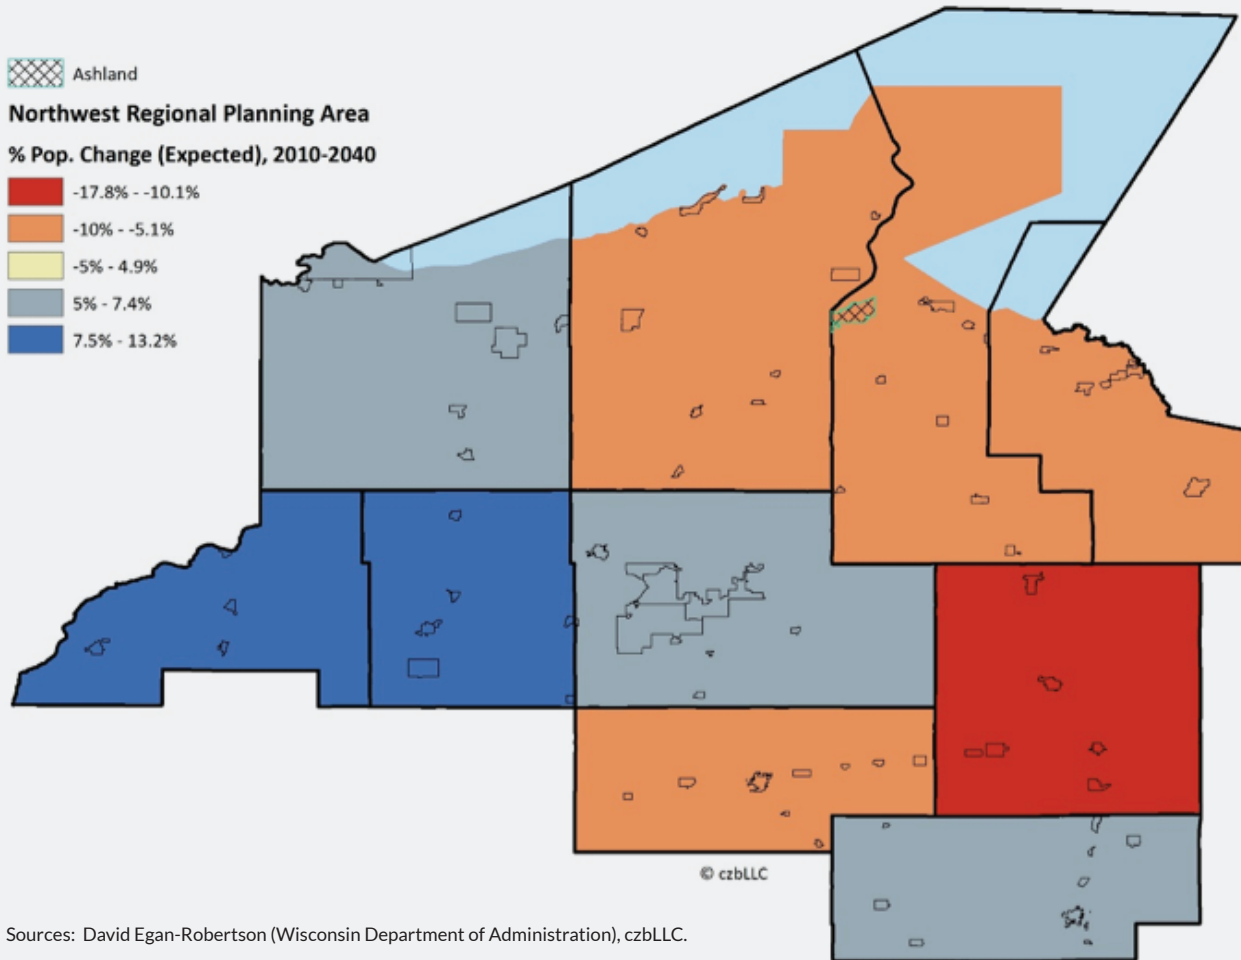 Ashland
Northwest Regional Planning Area
% Pop. Change (Expected), 2010-2040
-17.8% - -10.1%
-10% - -5.1%
-5% - 4.9%
5% - 7.4%
7.5% - 13.2%
© czbLLC
Sources: David Egan-Robertson (Wisconsin Department of Administration), czbLLC.